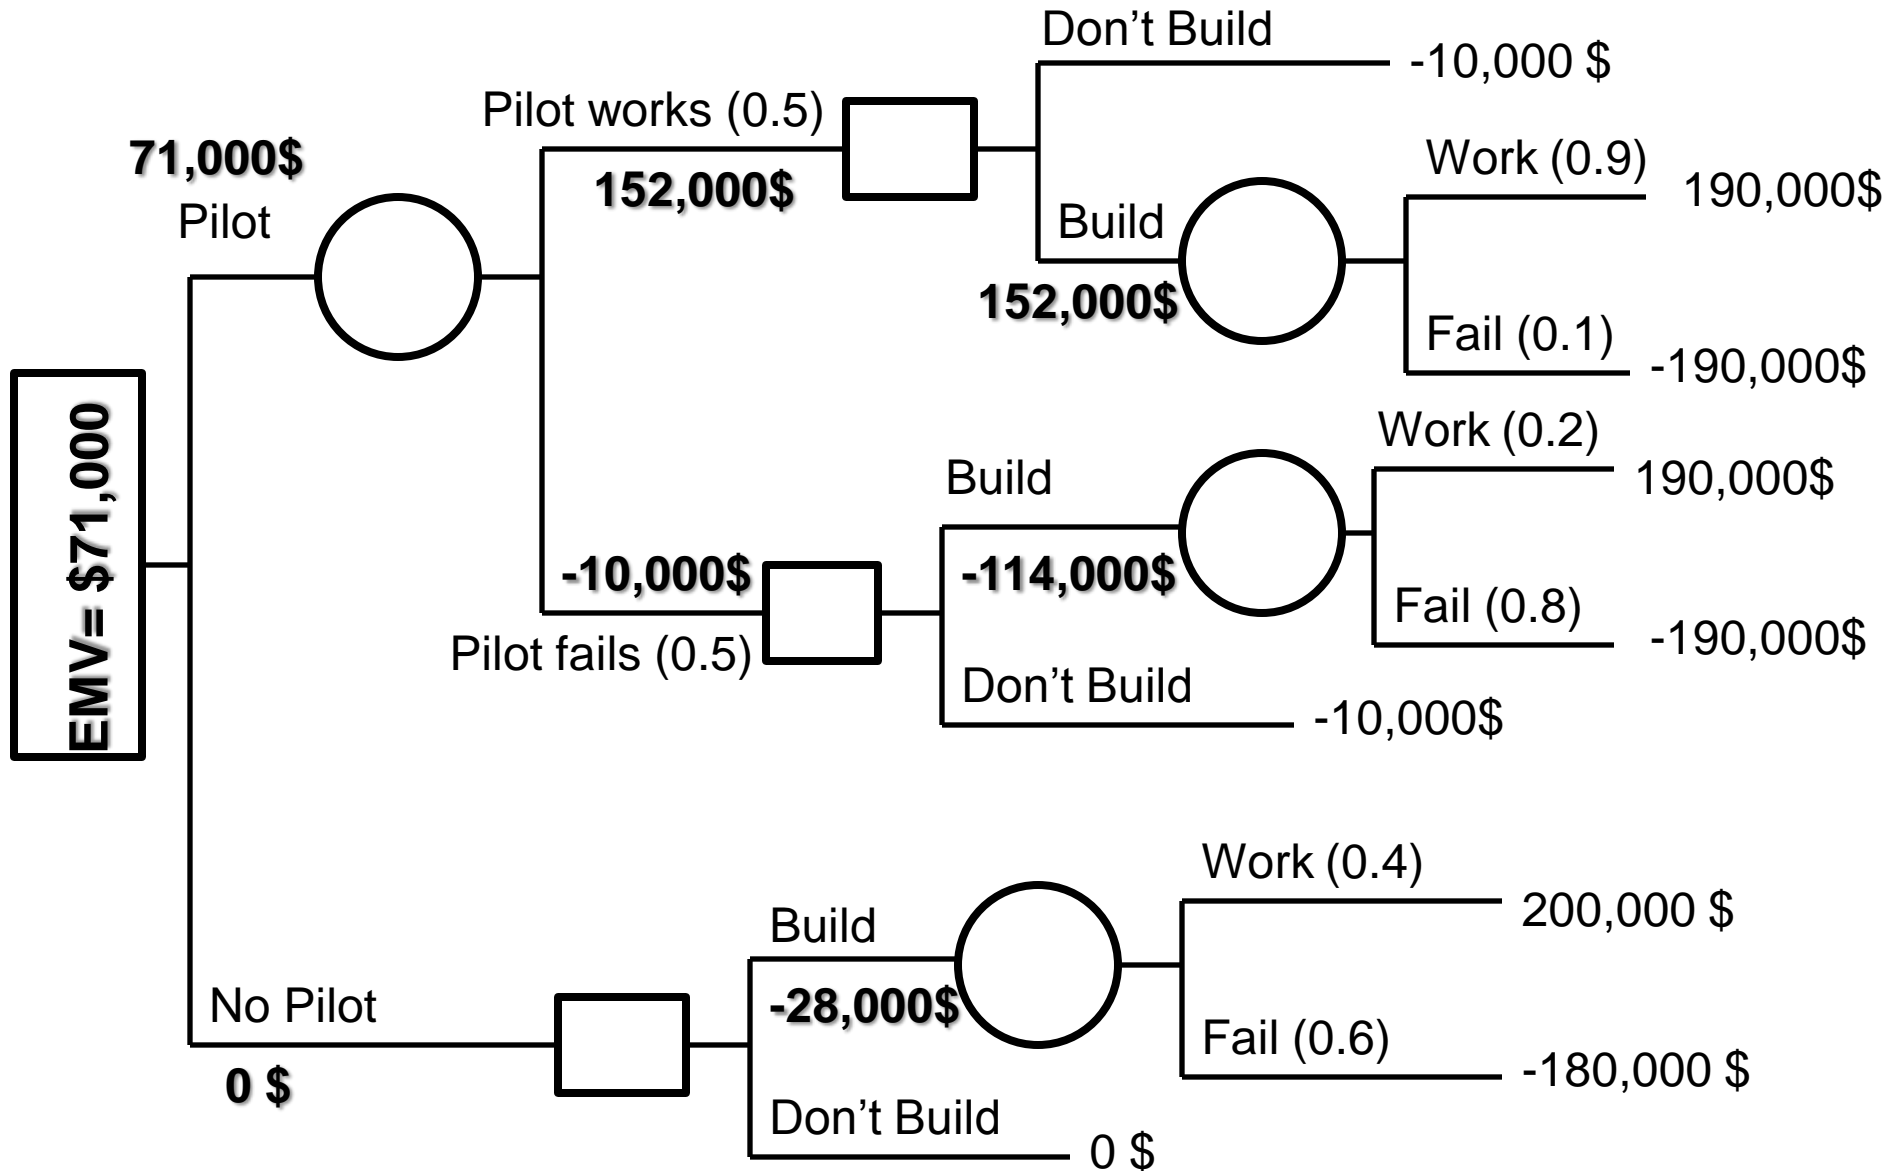 Don't Build
-10,000 $
Pilot works (0.5)
152,000$
71,000$
Pilot
Work (0.9)
190,000$
Build
152,000$
Fail (0.1)
-190,000$
EMV= $71,000
Work (0.2)
190,000$
Build
-114,000$
-10,000$
Fail (0.8)
-190,000$
Pilot fails (0.5)
Don't Build
-10,000$
Work (0.4)
200,000 $
Build
-28,000$
No Pilot
0 $
Fail (0.6)
-180,000 $
Don't Build
0 $